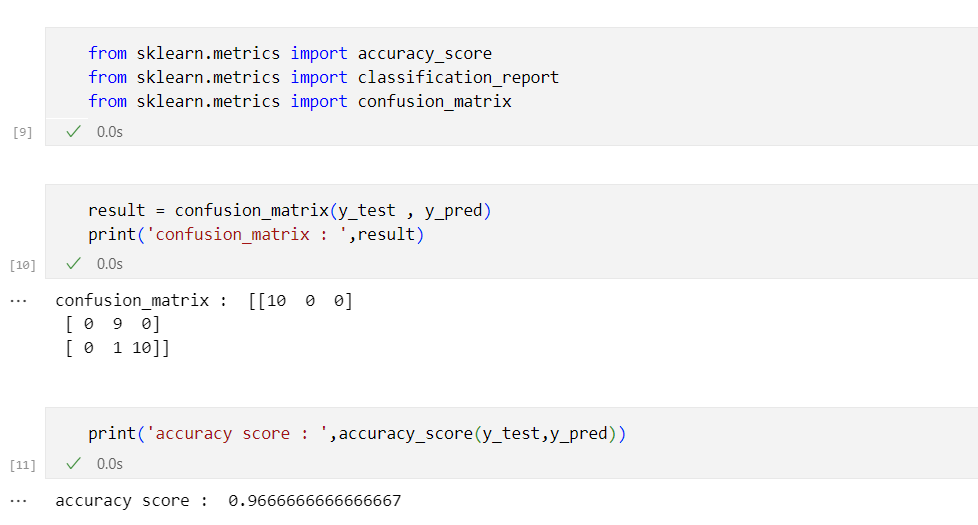 from sklearn.metrics import accuracy_score
from sklearn.metrics import classification_report
from sklearn.metrics import confusion_matrix
[9] ✓ 0.0s
result = confusion_matrix(y_test , y_pred)
print('confusion_matrix : ',result)
[10] ✓ 0.0s
... confusion_matrix :  [[10  0  0]
 [ 0  9  0]
 [ 0  1 10]]
print('accuracy score : ',accuracy_score(y_test,y_pred))
[11] ✓ 0.0s
... accuracy score :  0.9666666666666667